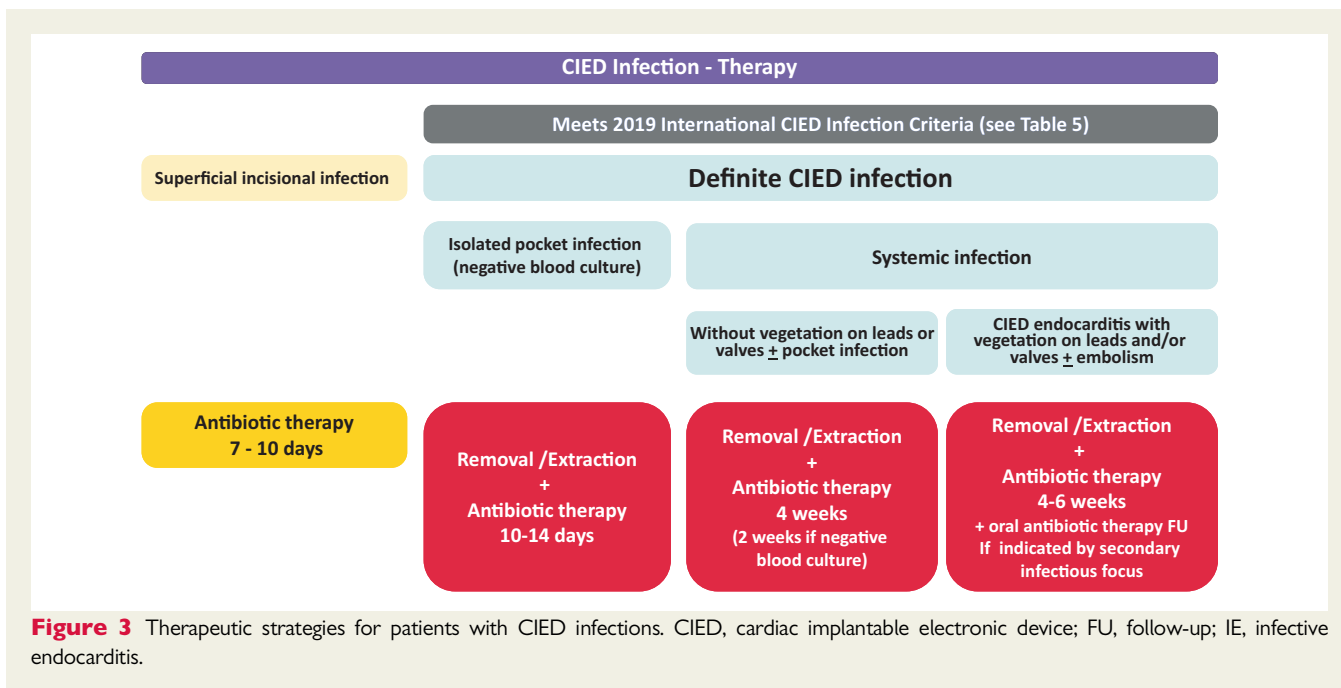 CIED Infection - Therapy
Meets 2019 International CIED Infection Criteria (see Table 5)
Superficial incisional infection
Definite CIED infection
Isolated pocket infection
(negative blood culture)
Systemic infection
Without vegetation on leads or
valves ± pocket infection
CIED endocarditis with
vegetation on leads and/or
valves ± embolism
Antibiotic therapy
7 - 10 days
Removal /Extraction
+
Antibiotic therapy
10-14 days
Removal /Extraction
+
Antibiotic therapy
4 weeks
(2 weeks if negative
blood culture)
Removal /Extraction
+
Antibiotic therapy
4-6 weeks
+ oral antibiotic therapy FU
If indicated by secondary
infectious focus
Figure 3 Therapeutic strategies for patients with CIED infections. CIED, cardiac implantable electronic device; FU, follow-up; IE, infective
endocarditis.